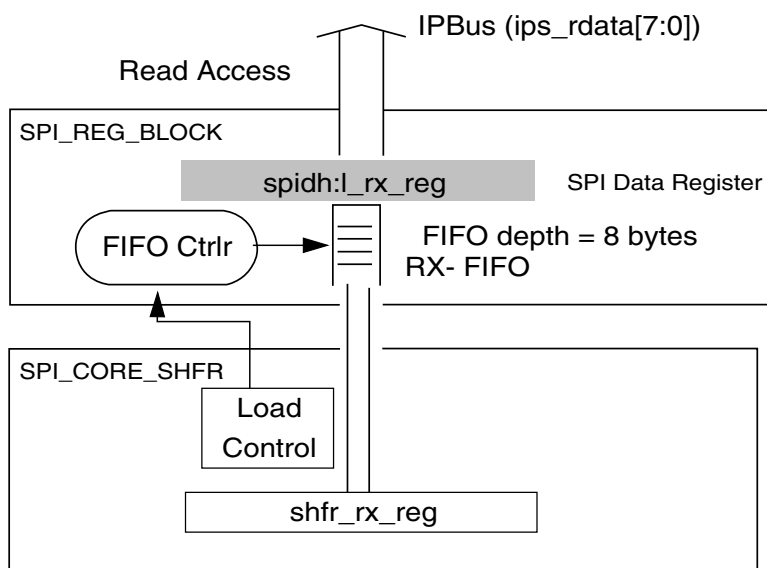 IPBus (ips_rdata[7:0])
Read Access
SPI_REG_BLOCK
spidh:l_rx_reg
SPI Data Register
FIFO Ctrlr
FIFO depth = 8 bytes
RX- FIFO
SPI_CORE_SHFR
Load
Control
shfr_rx_reg